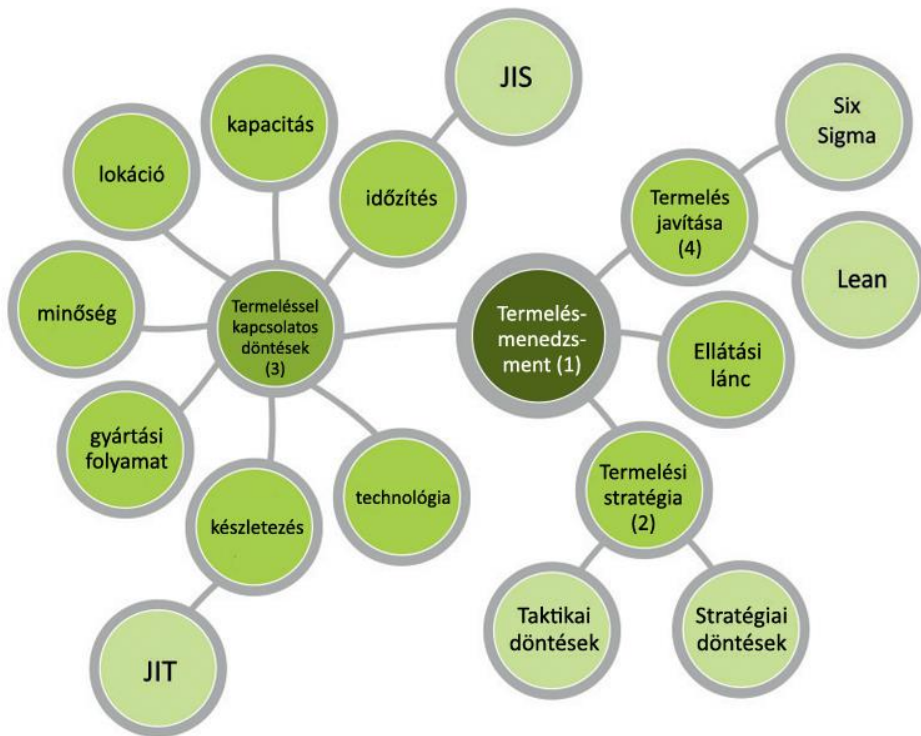 JIS
kapacitás
lokáció
időzítés
minőség
Termeléssel
kapcsolatos
döntések
(3)
gyártási
folyamat
készletezés
technológia
JIT
Termelés-
menedzs-
ment (1)
Six
Sigma
Termelés
javítása
(4)
Lean
Ellátási
lánc
Termelési
stratégia
(2)
Taktikai
döntések
Stratégiai
döntések